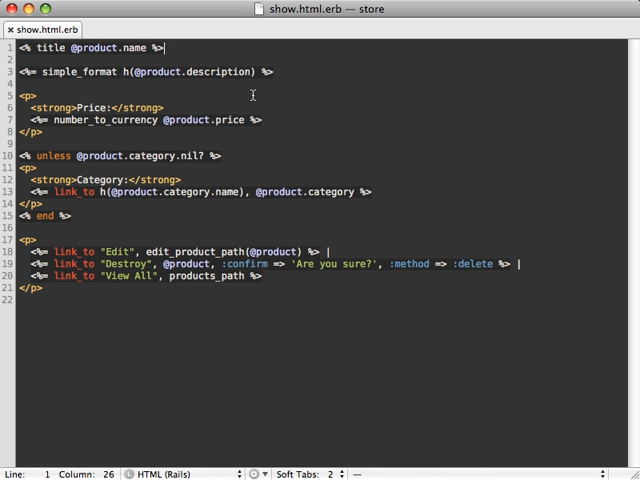 show.html.erb — store
show.html.erb
1 <% title @product.name %>
2
3 <%= simple_format h(@product.description) %>
4
5 <p>
6 <strong>Price:</strong>
7 <%= number_to_currency @product.price %>
8 </p>
9
10 <% unless @product.category.nil? %>
11 <p>
12 <strong>Category:</strong>
13 <%= link_to h(@product.category.name), @product.category %>
14 </p>
15 <% end %>
16
17 <p>
18 <%= link_to "Edit", edit_product_path(@product) %> |
19 <%= link_to "Destroy", @product, :confirm => 'Are you sure?', :method => :delete %> |
20 <%= link_to "View All", products_path %>
21 </p>
22
Line: 1 Column: 26 L HTML (Rails) Soft Tabs: 2 —